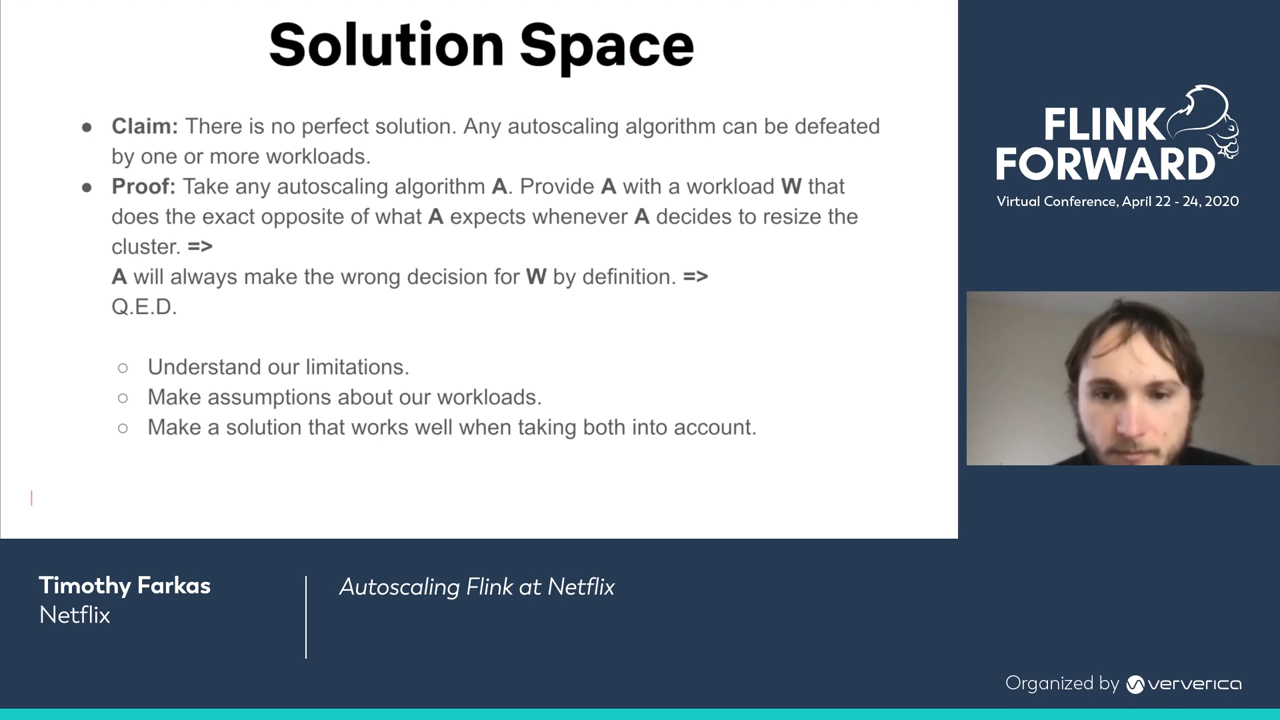 Solution Space
● Claim: There is no perfect solution. Any autoscaling algorithm can be defeated
by one or more workloads.
● Proof: Take any autoscaling algorithm A. Provide A with a workload W that
does the exact opposite of what A expects whenever A decides to resize the
cluster. =>
A will always make the wrong decision for W by definition. =>
Q.E.D.
○ Understand our limitations.
○ Make assumptions about our workloads.
○ Make a solution that works well when taking both into account.
FLINK
FORWARD
Virtual Conference, April 22 - 24, 2020
Timothy Farkas
Netflix
Autoscaling Flink at Netflix
Organized by ververica